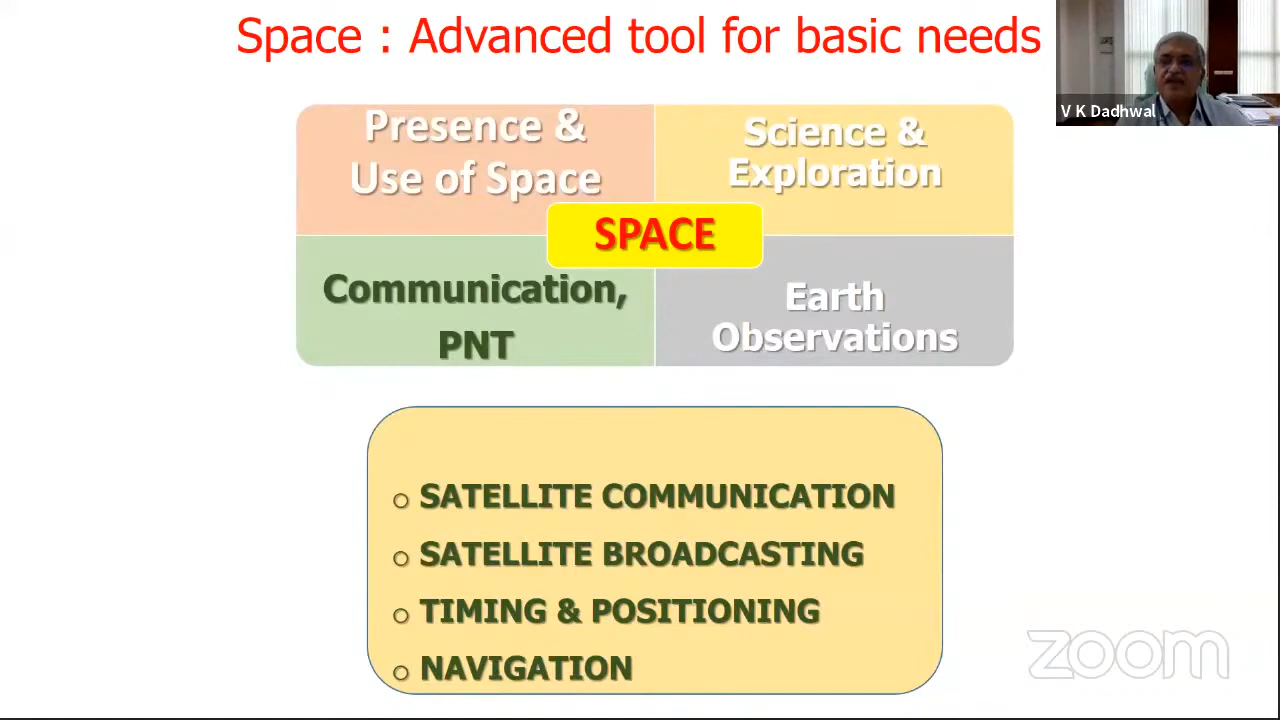 Space : Advanced tool for basic needs
V K Dadhwal
Presence &
Use of Space
Science &
Exploration
SPACE
Communication,
PNT
Earth
Observations
o SATELLITE COMMUNICATION
o SATELLITE BROADCASTING
o TIMING & POSITIONING
o NAVIGATION
zoom